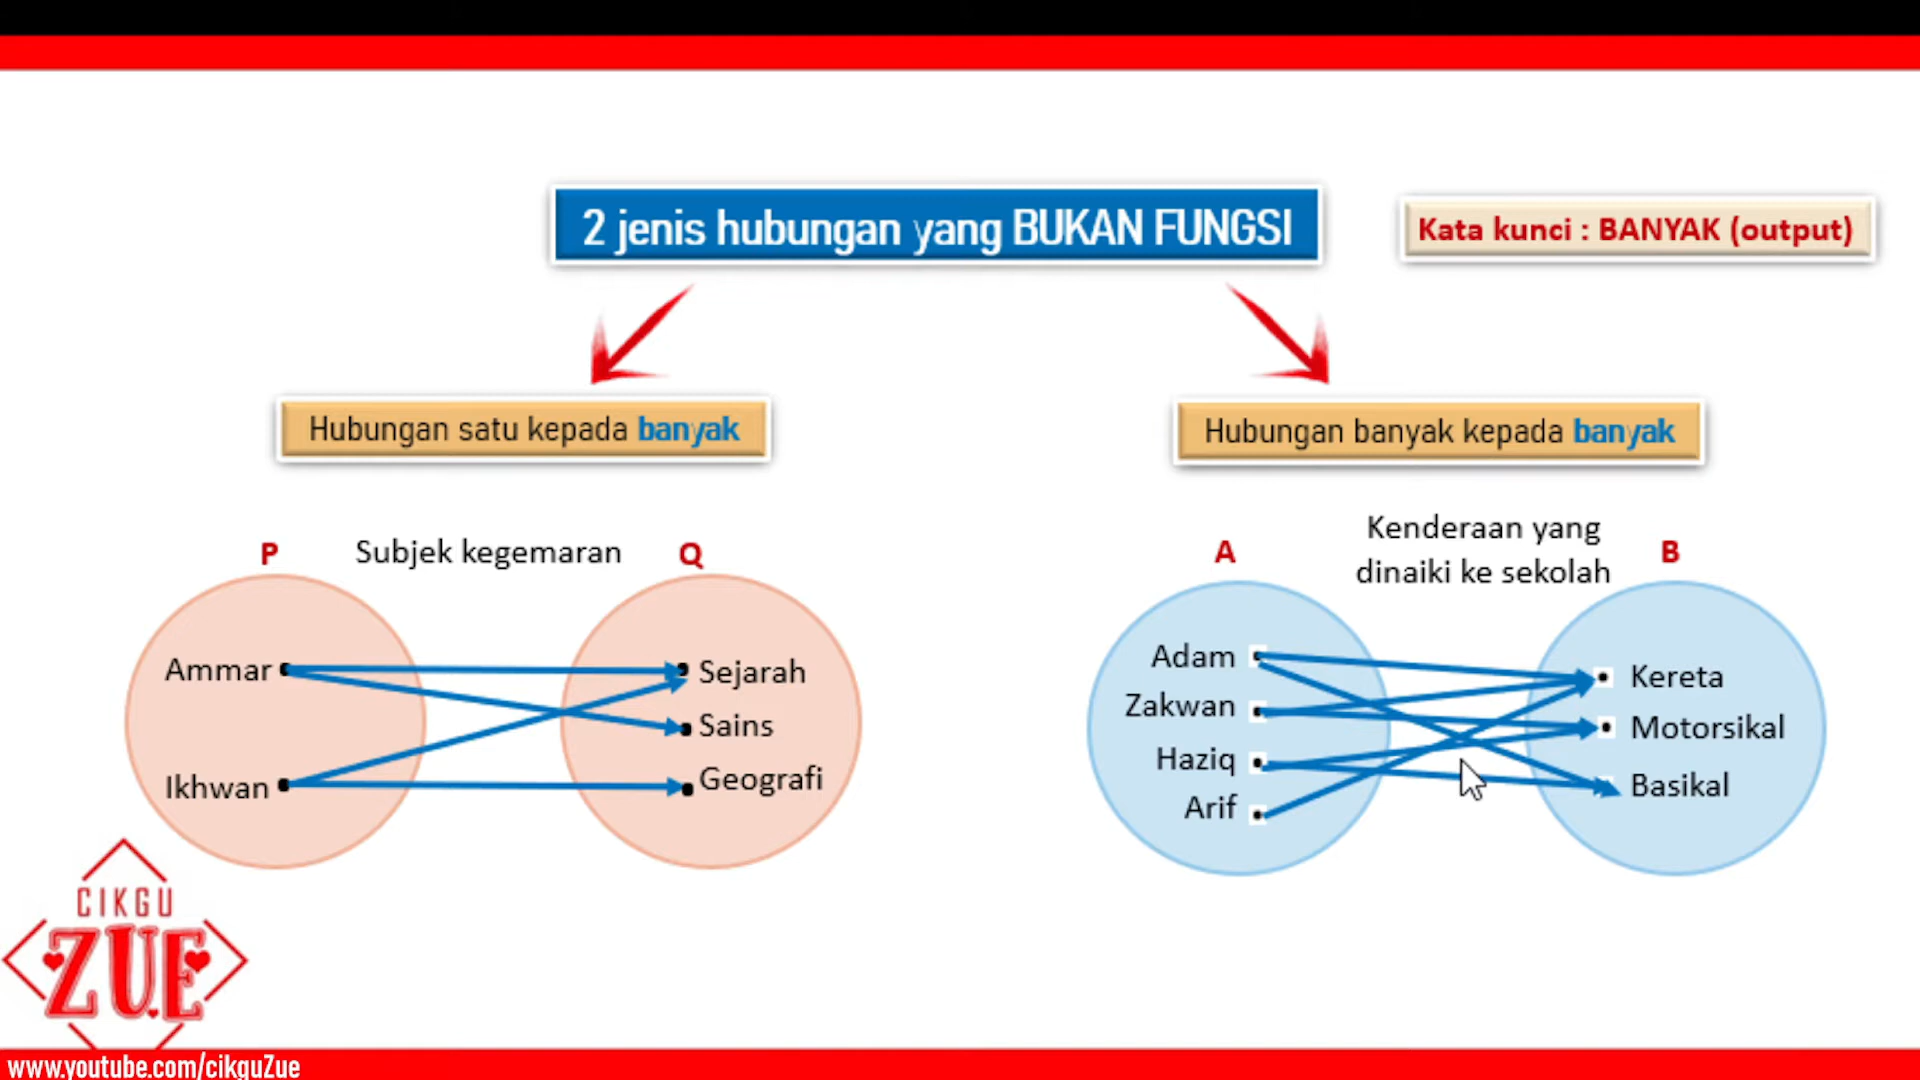 2 jenis hubungan yang BUKAN FUNGSI
Kata kunci : BANYAK (output)
Hubungan satu kepada banyak
Hubungan banyak kepada banyak
P
Subjek kegemaran
Q
Ammar
Ikhwan
Sejarah
Sains
Geografi
A
Kenderaan yang
dinaiki ke sekolah
B
Adam
Zakwan
Haziq
Arif
Kereta
Motorsikal
Basikal
CIKGU
ZUE
www.youtube.com/cikguZue